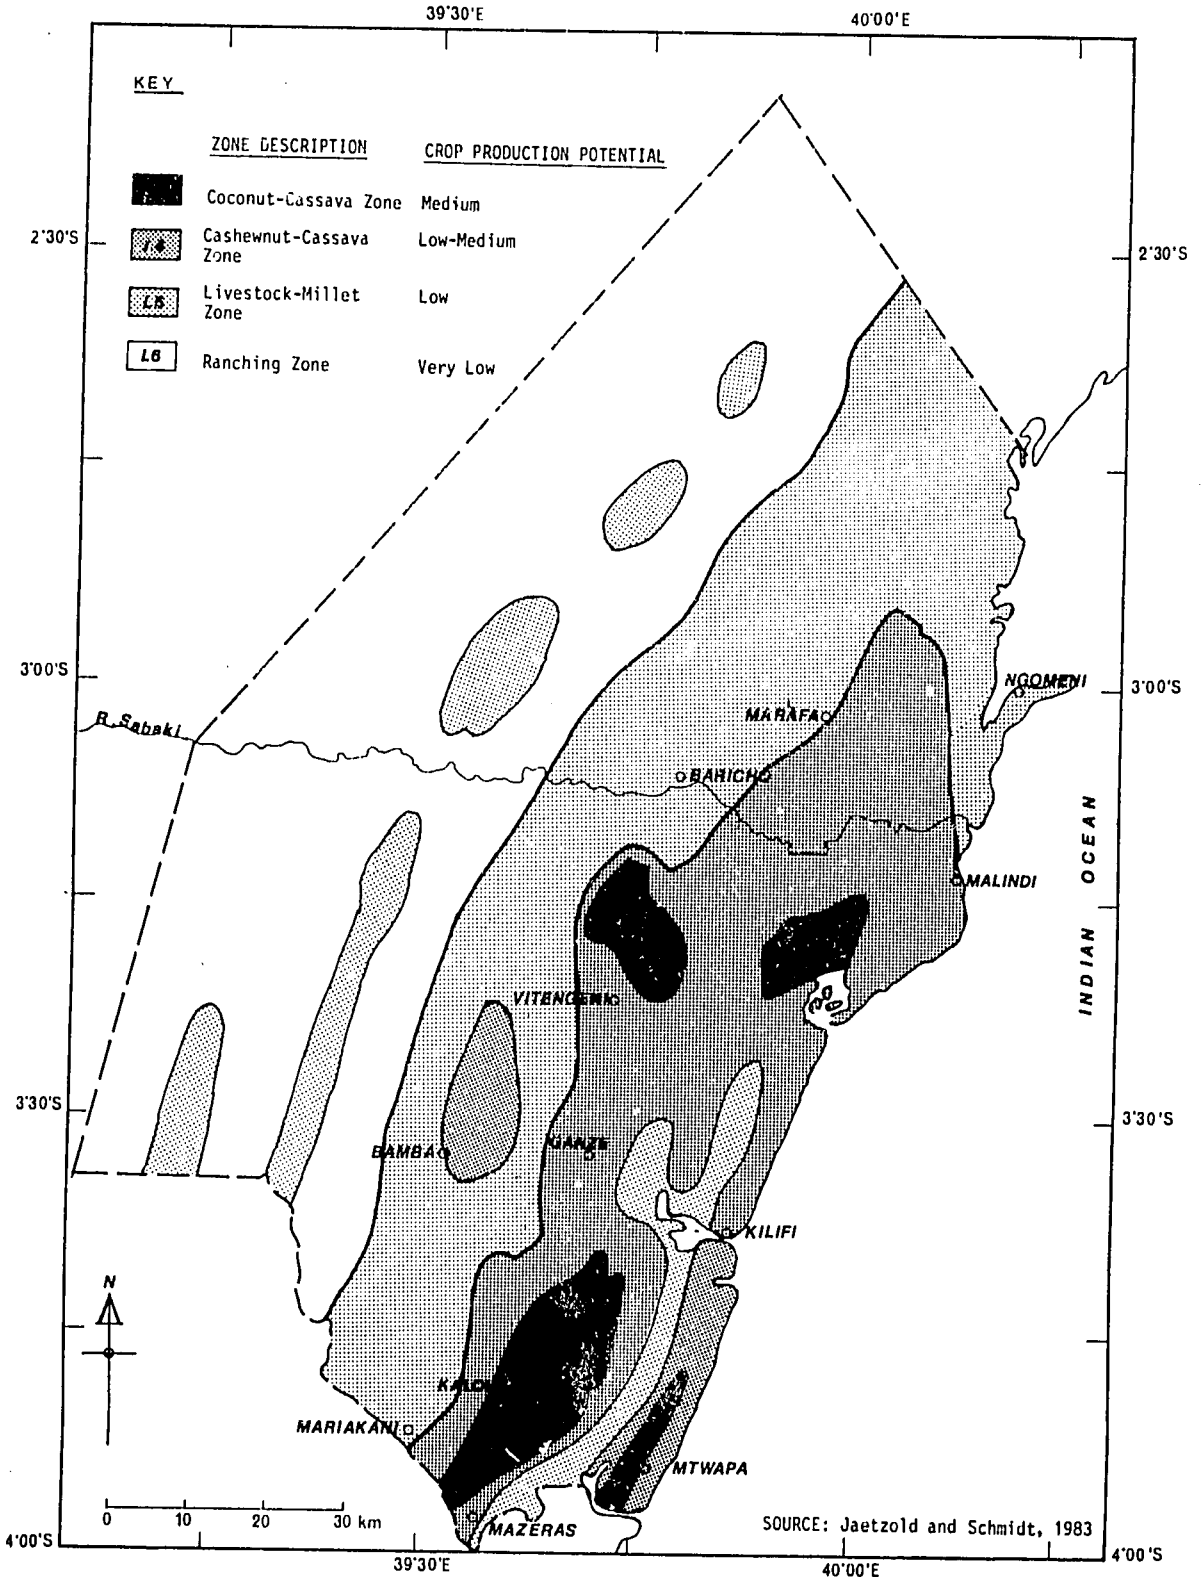 39°30'E
40°00'E
KEY
ZONE DESCRIPTION CROP PRODUCTION POTENTIAL
Coconut-Cassava Zone Medium
2°30'S
Cashewnut-Cassava Low-Medium
Zone
2°30'S
L5
Livestock-Millet Low
Zone
L6
Ranching Zone Very Low
3°00'S
NGOMENI
3°00'S
MARAFA
R.Sabaki
BARICHO
MALINDI
INDIAN OCEAN
VITENGENI
3°30'S
3°30'S
GANZE
BAMBA
KILIFI
N
MARIAKANI
MTWAPA
0 10 20 30 km
MAZERAS
SOURCE: Jaetzold and Schmidt, 1983
4°00'S
4°00'S
39°30'E
40°00'E